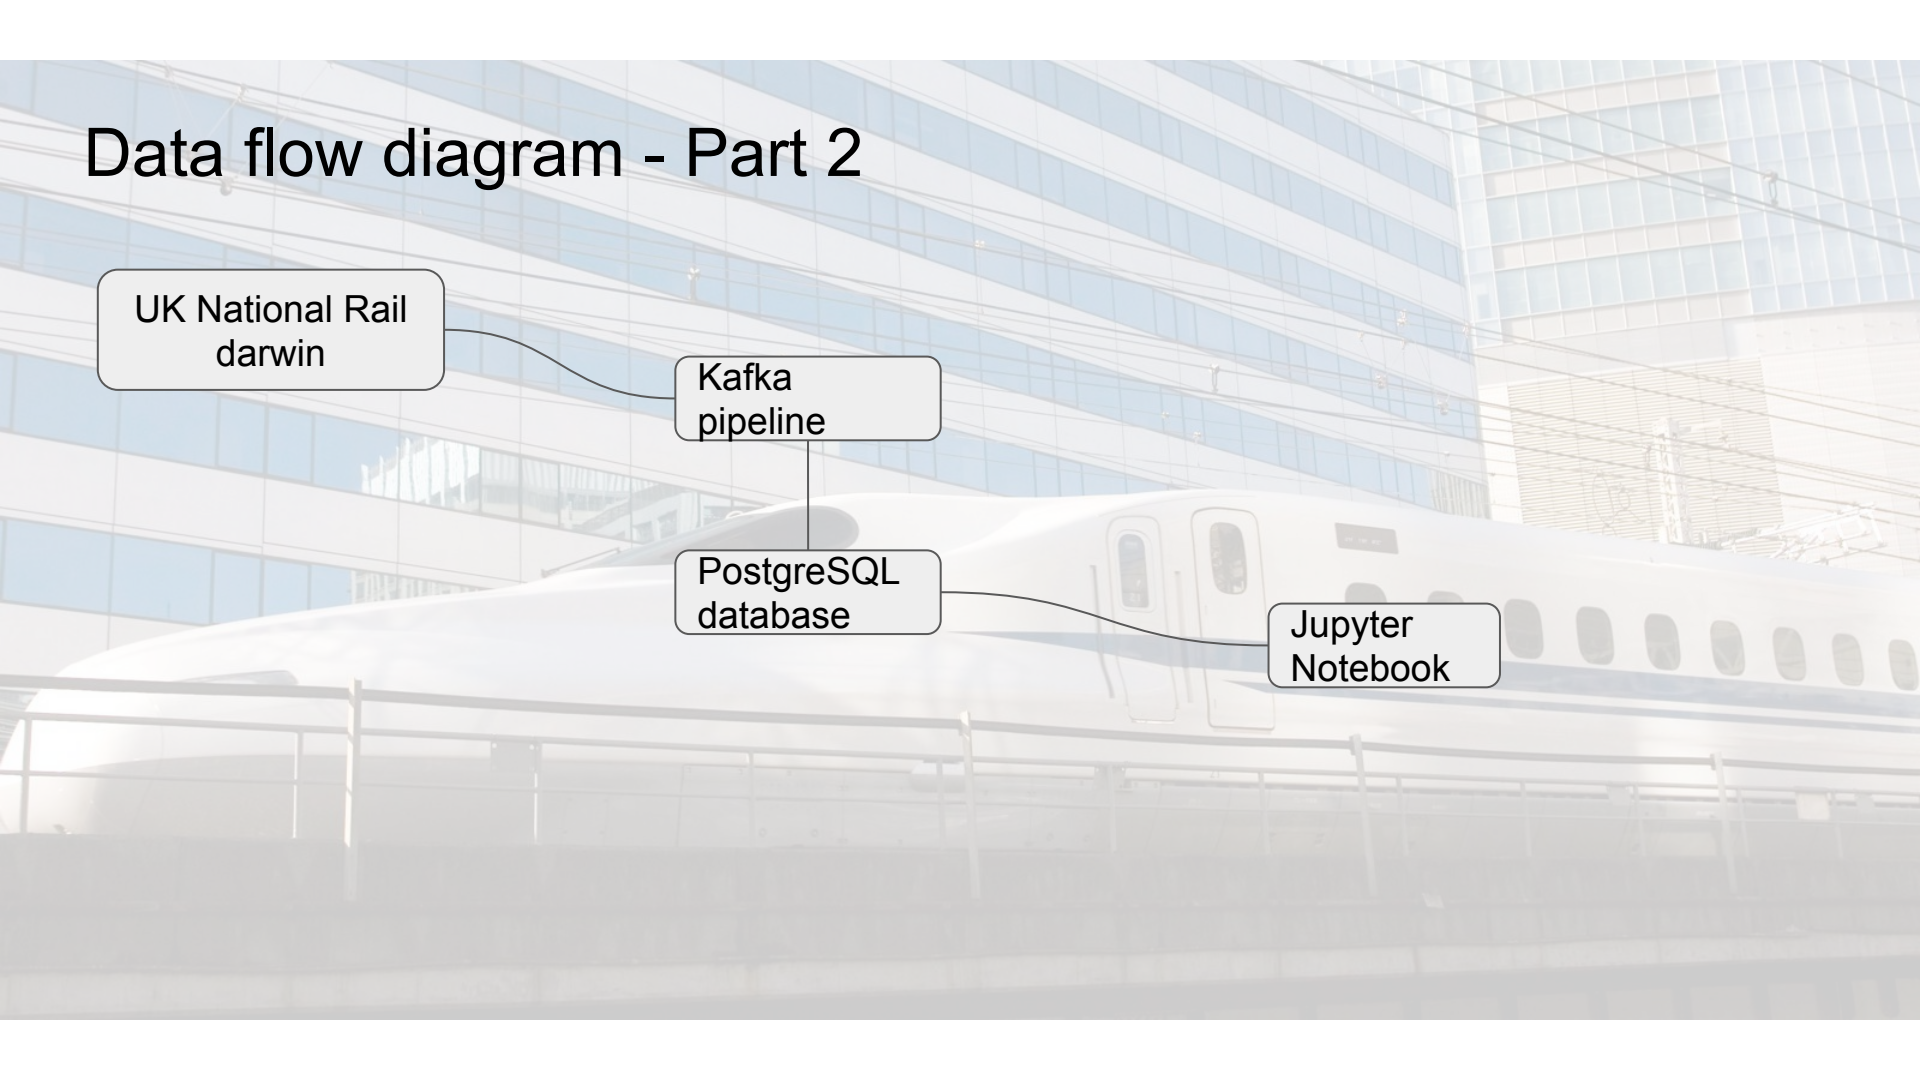 Data flow diagram - Part 2
UK National Rail
darwin
Kafka
pipeline
PostgreSQL
database
Jupyter
Notebook